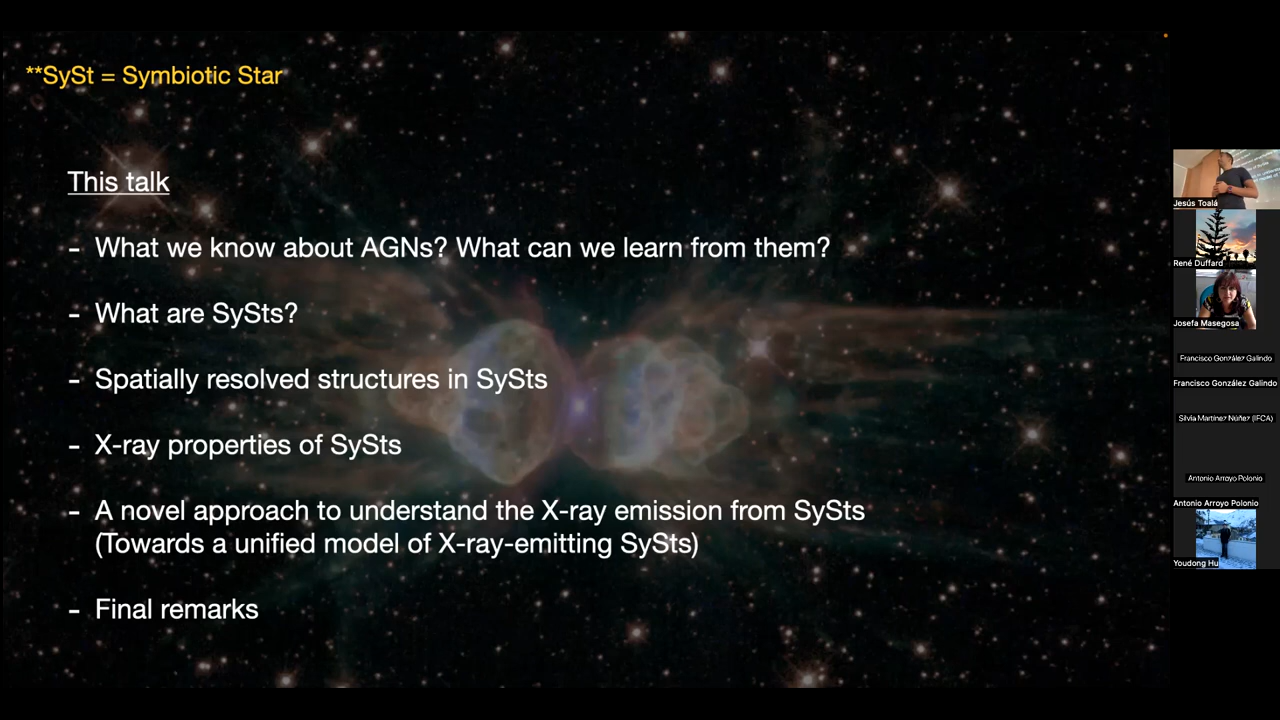 **SySt = Symbiotic Star
This talk
- What we know about AGNs? What can we learn from them?
- What are SySts?
- Spatially resolved structures in SySts
- X-ray properties of SySts
- A novel approach to understand the X-ray emission from SySts
(Towards a unified model of X-ray-emitting SySts)
- Final remarks
Jesús Toalá
René Duffard
Josefa Masegosa
Francisco González Galindo
Francisco González Galindo
Silvia Martínez Núñez (IFCA)
Antonio Arroyo Polonio
Antonio Arroyo Polonio
Youdong Hu